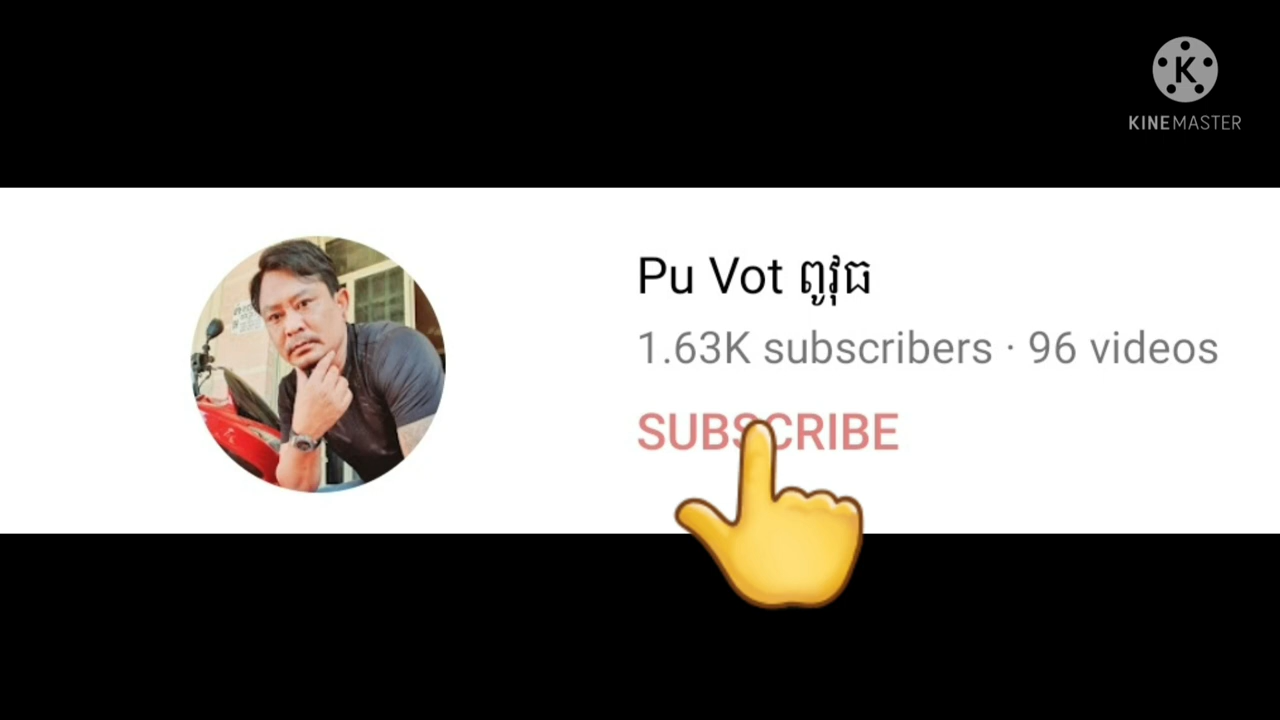 K
KINEMASTER
Pu Vot ពូវុធ
1.63K subscribers · 96 videos
SUBSCRIBE